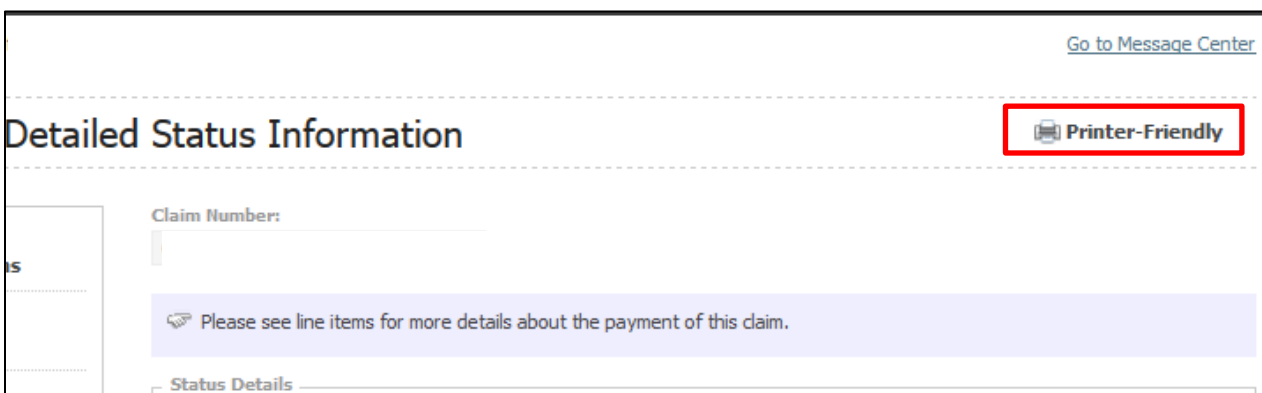 Go to Message Center
Detailed Status Information
Printer-Friendly
Claim Number:
Please see line items for more details about the payment of this claim.
Status Details